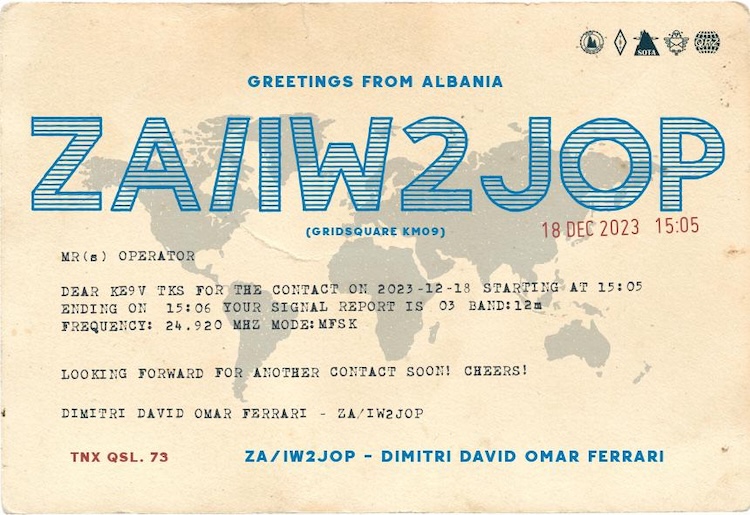 SOTA
QRZ
GREETINGS FROM ALBANIA
ZA/IW2JOP
(GRIDSQUARE KM09)
18 DEC 2023 15:05
MR(s) OPERATOR
DEAR KE9V TKS FOR THE CONTACT ON 2023-12-18 STARTING AT 15:05
ENDING ON 15:06 YOUR SIGNAL REPORT IS 03 BAND:12m
FREQUENCY: 24.920 MHZ MODE:MFSK
LOOKING FORWARD FOR ANOTHER CONTACT SOON! CHEERS!
DIMITRI DAVID OMAR FERRARI - ZA/IW2JOP
TNX QSL. 73
ZA/IW2JOP - DIMITRI DAVID OMAR FERRARI